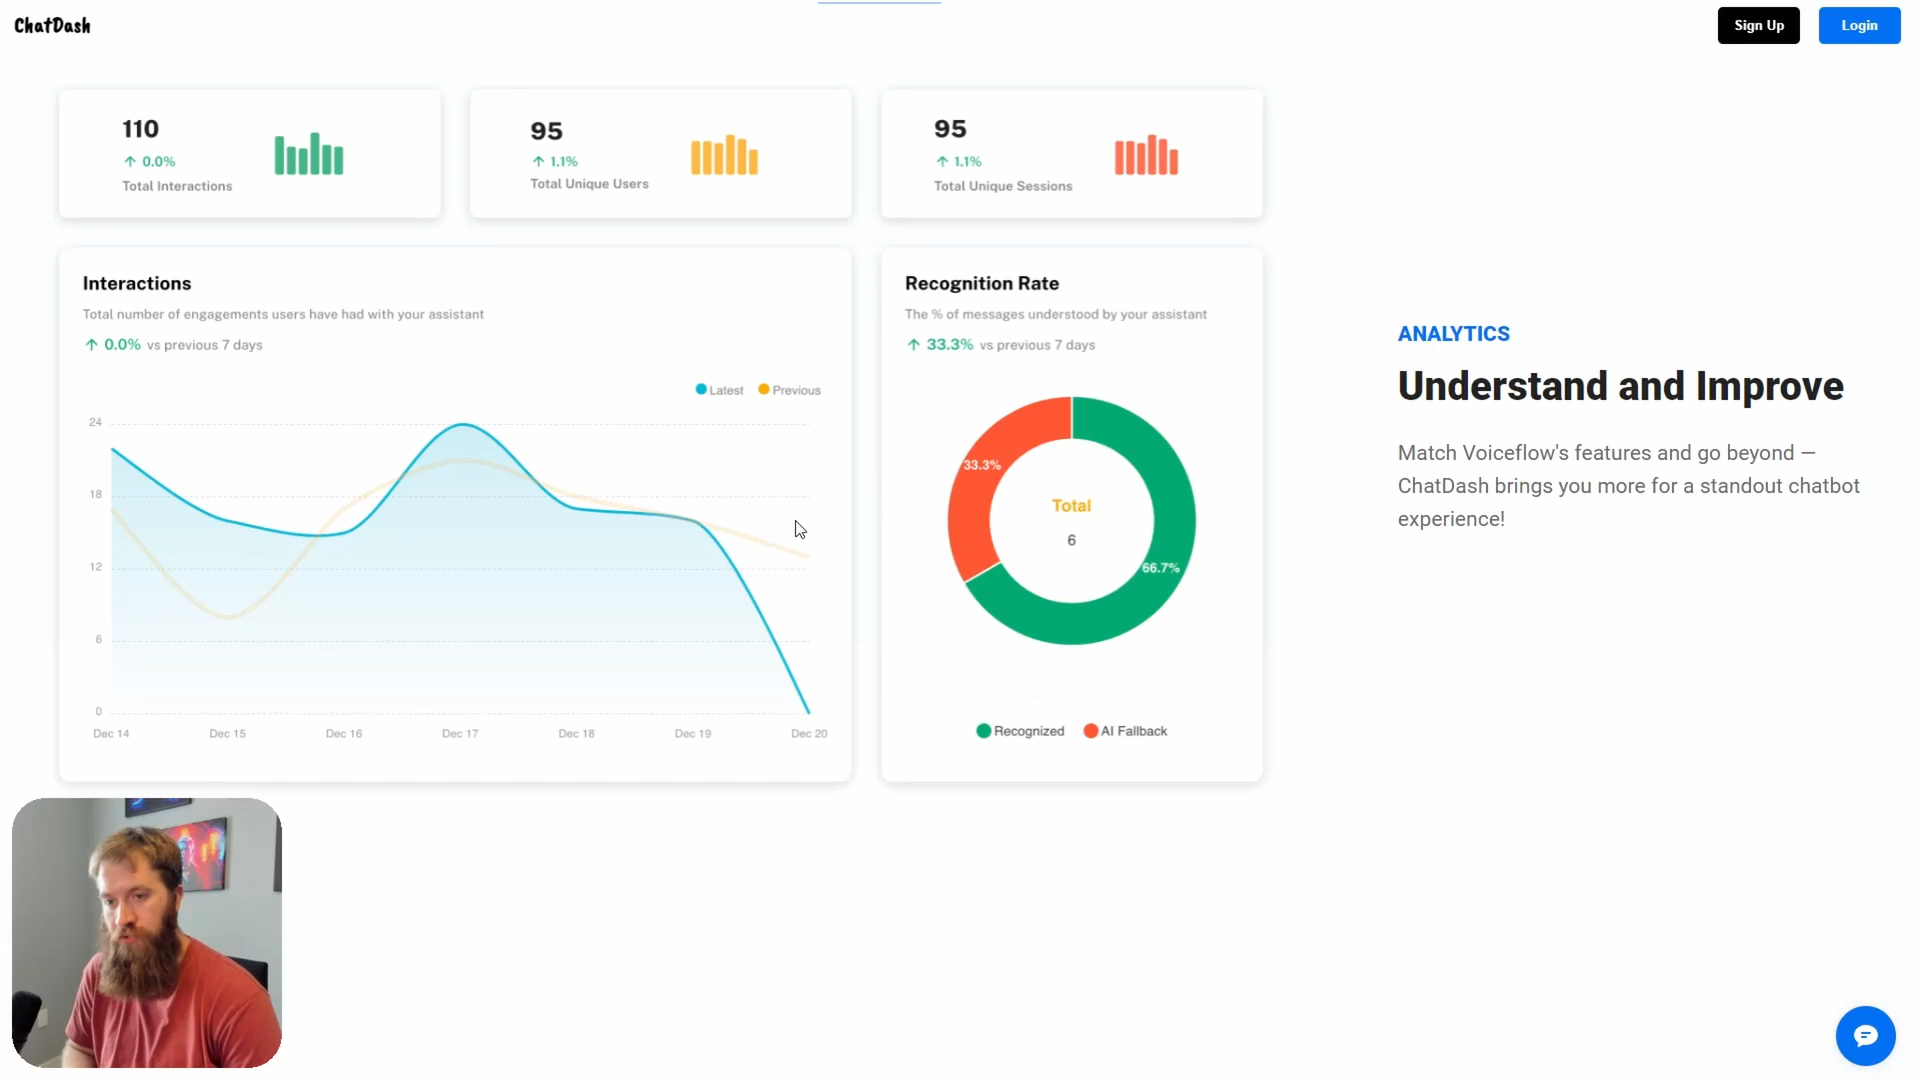 ChatDash
Sign Up
Login
110
0.0%
Total Interactions
95
1.1%
Total Unique Users
95
1.1%
Total Unique Sessions
Interactions
Total number of engagements users have had with your assistant
0.0% vs previous 7 days
Latest Previous
24
18
12
6
0
Dec 14 Dec 15 Dec 16 Dec 17 Dec 18 Dec 19 Dec 20
Recognition Rate
The % of messages understood by your assistant
33.3% vs previous 7 days
33.3%
Total
6
66.7%
Recognized AI Fallback
ANALYTICS
Understand and Improve
Match Voiceflow's features and go beyond —
ChatDash brings you more for a standout chatbot
experience!